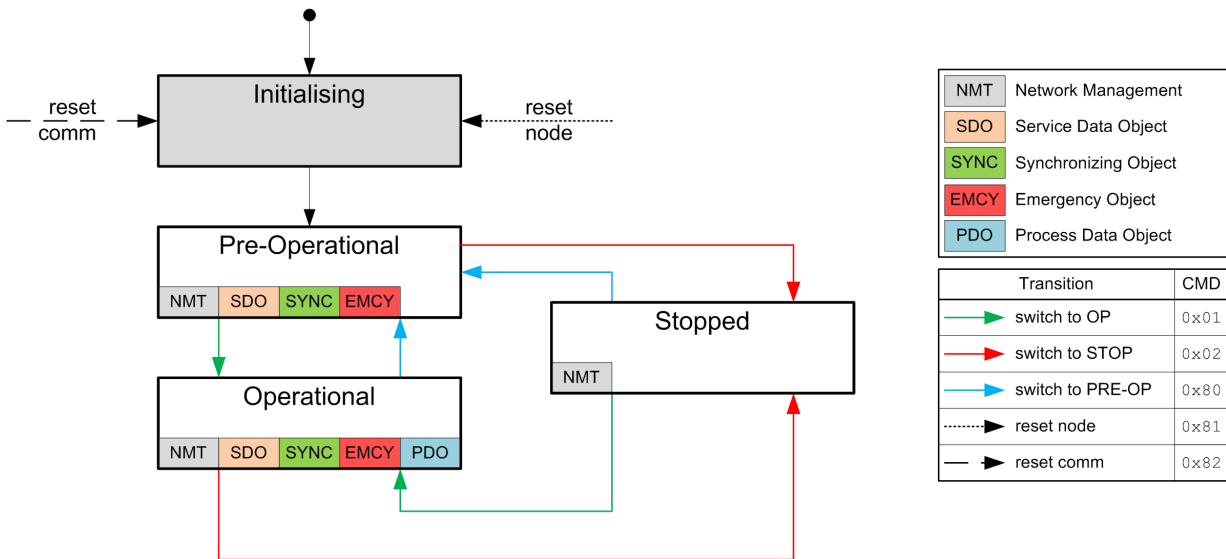 Initialising
reset
comm
reset
node
Pre-Operational
NMT SDO SYNC EMCY
Stopped
NMT
Operational
NMT SDO SYNC EMCY PDO
NMT Network Management
SDO Service Data Object
SYNC Synchronizing Object
EMCY Emergency Object
PDO Process Data Object
Transition CMD
switch to OP 0x01
switch to STOP 0x02
switch to PRE-OP 0x80
reset node 0x81
reset comm 0x82